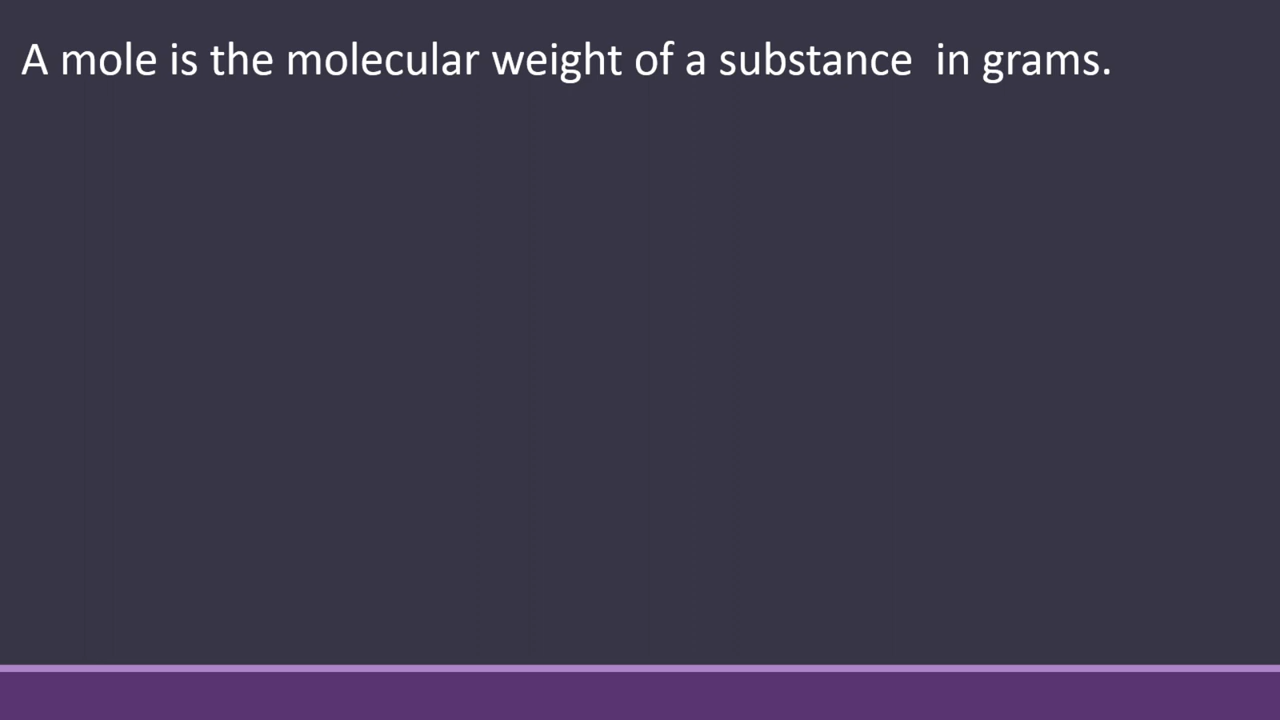 A mole is the molecular weight of a substance  in grams.